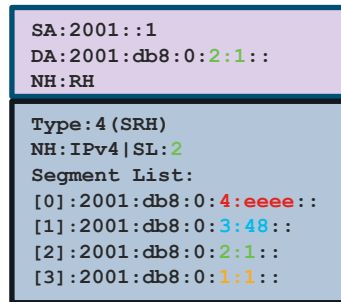 SA:2001::1
DA:2001:db8:0:2:1::
NH:RH
Type:4(SRH)
NH:IPv4|SL:2
Segment List:
[0]:2001:db8:0:4:eeee::
[1]:2001:db8:0:3:48::
[2]:2001:db8:0:2:1::
[3]:2001:db8:0:1:1::